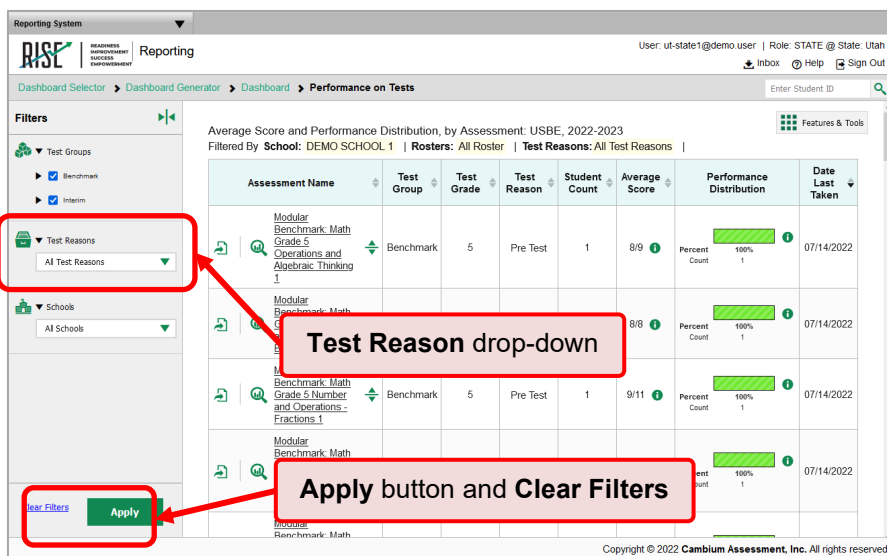 Reporting System
RISE READINESS IMPROVEMENT SUCCESS EMPOWERMENT Reporting
User: ut-state1@demo.user | Role: STATE @ State: Utah
Inbox Help Sign Out
Dashboard Selector Dashboard Generator Dashboard Performance on Tests
Enter Student ID
Filters
Test Groups
Benchmark
Interim
Test Reasons
All Test Reasons
Schools
All Schools
Clear Filters Apply
Features & Tools
Average Score and Performance Distribution, by Assessment: USBE, 2022-2023
Filtered By School: DEMO SCHOOL 1 | Rosters: All Roster | Test Reasons: All Test Reasons |
Assessment Name Test Group Test Grade Test Reason Student Count Average Score Performance Distribution Date Last Taken
Modular
Benchmark: Math
Grade 5
Operations and
Algebraic Thinking
1
Benchmark 5 Pre Test 1 8/9 Percent 100% 07/14/2022
Count 1
Modular
Benchmark: Math
8/8 Percent 100% 07/14/2022
Count 1
Test Reason drop-down
Benchmark: Math
Grade 5 Number
and Operations -
Fractions 1
Benchmark 5 Pre Test 1 9/11 Percent 100% 07/14/2022
Count 1
Modular
Benchmark: Math
100% 07/14/2022
1
Apply button and Clear Filters
Modular
Benchmark: Math
Copyright © 2022 Cambium Assessment, Inc. All rights reserved